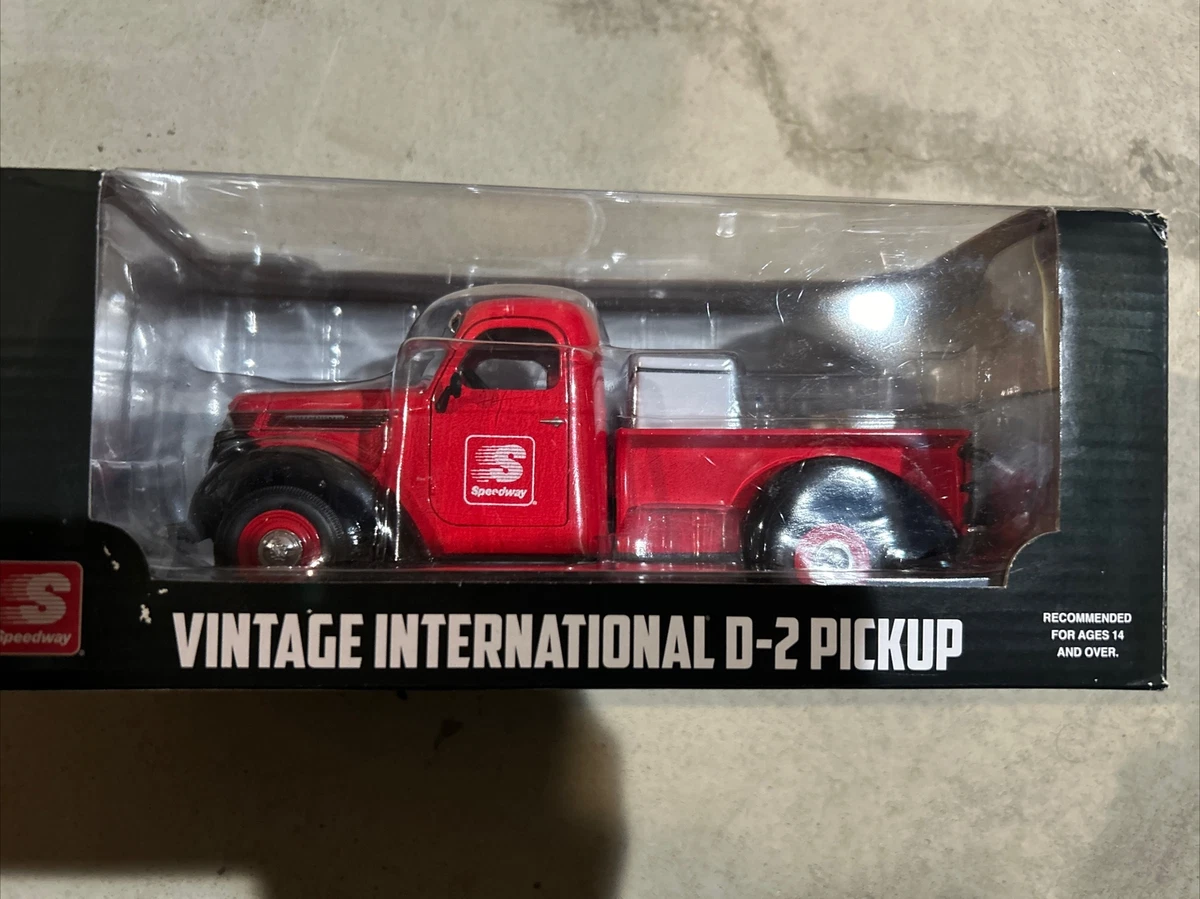 S
Speedway
S
Speedway
VINTAGE INTERNATIONAL D-2 PICKUP
RECOMMENDED
FOR AGES 14
AND OVER.